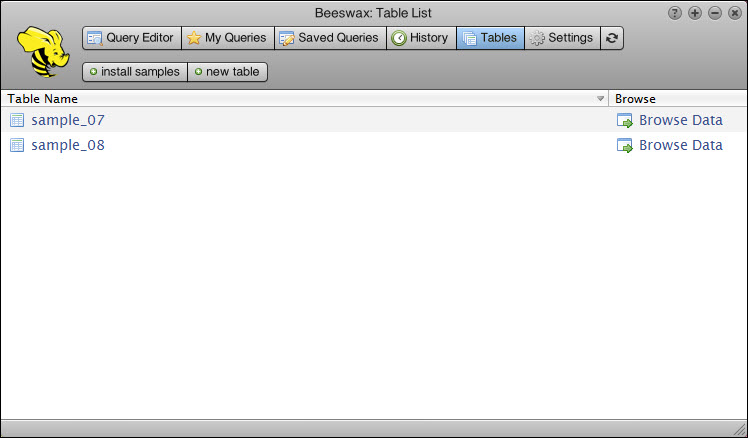 Beeswax: Table List
Query Editor My Queries Saved Queries History Tables Settings
install samples new table
Table Name Browse
sample_07 Browse Data
sample_08 Browse Data